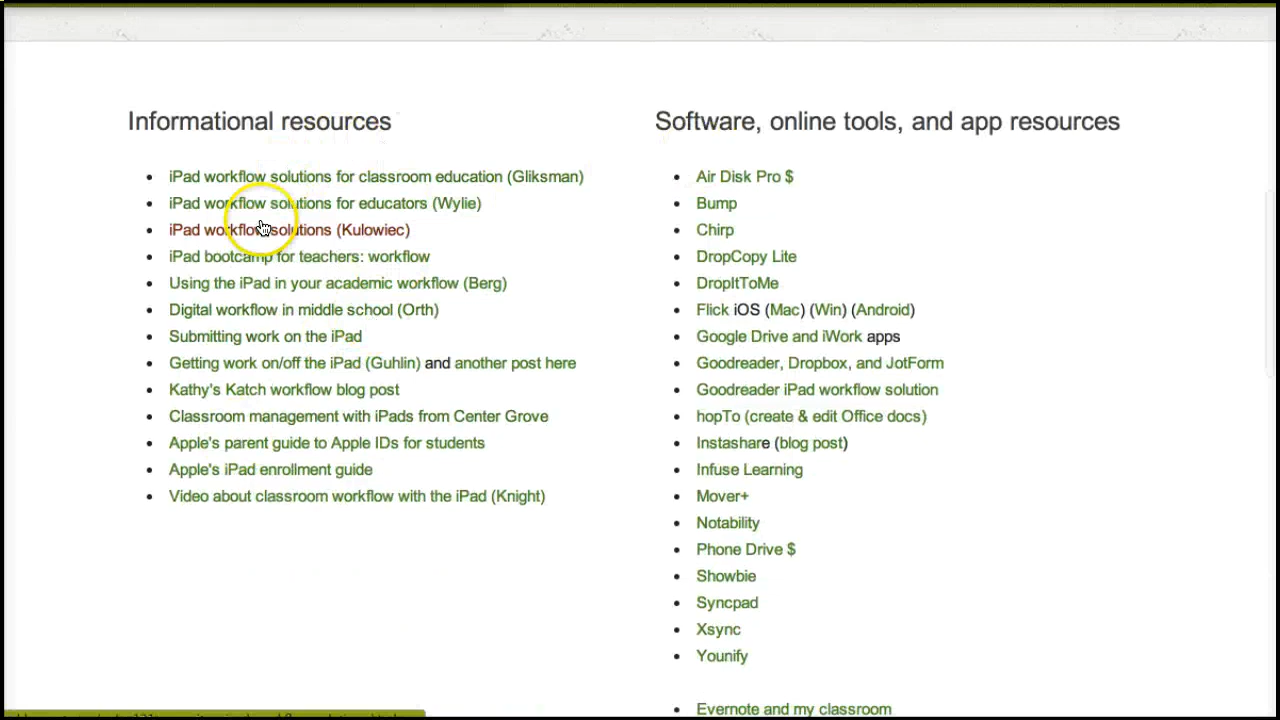 Informational resources
iPad workflow solutions for classroom education (Gliksman)
iPad workflow solutions for educators (Wylie)
iPad workflow solutions (Kulowiec)
iPad bootcamp for teachers: workflow
Using the iPad in your academic workflow (Berg)
Digital workflow in middle school (Orth)
Submitting work on the iPad
Getting work on/off the iPad (Guhlin) and another post here
Kathy's Katch workflow blog post
Classroom management with iPads from Center Grove
Apple's parent guide to Apple IDs for students
Apple's iPad enrollment guide
Video about classroom workflow with the iPad (Knight)
Software, online tools, and app resources
Air Disk Pro $
Bump
Chirp
DropCopy Lite
DropItToMe
Flick iOS (Mac) (Win) (Android)
Google Drive and iWork apps
Goodreader, Dropbox, and JotForm
Goodreader iPad workflow solution
hopTo (create & edit Office docs)
Instashare (blog post)
Infuse Learning
Mover+
Notability
Phone Drive $
Showbie
Syncpad
Xsync
Younify
Evernote and my classroom